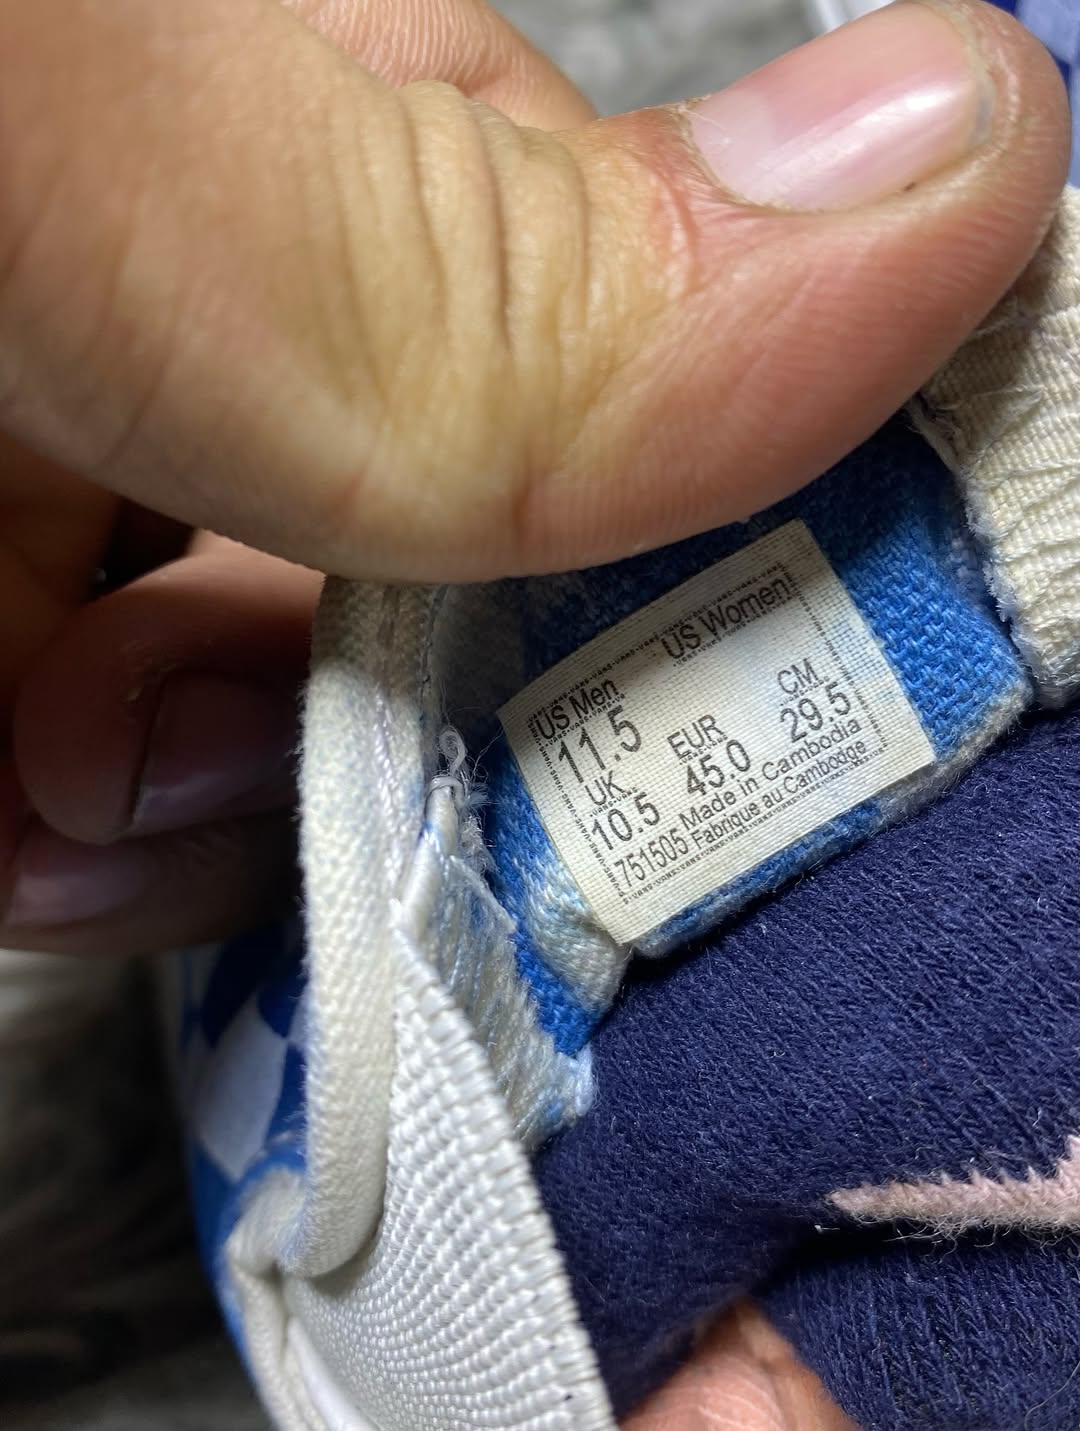 US Men US Women
11.5
UK EUR CM
10.5 45.0 29.5
751505 Made in Cambodia
Fabrique au Cambodge